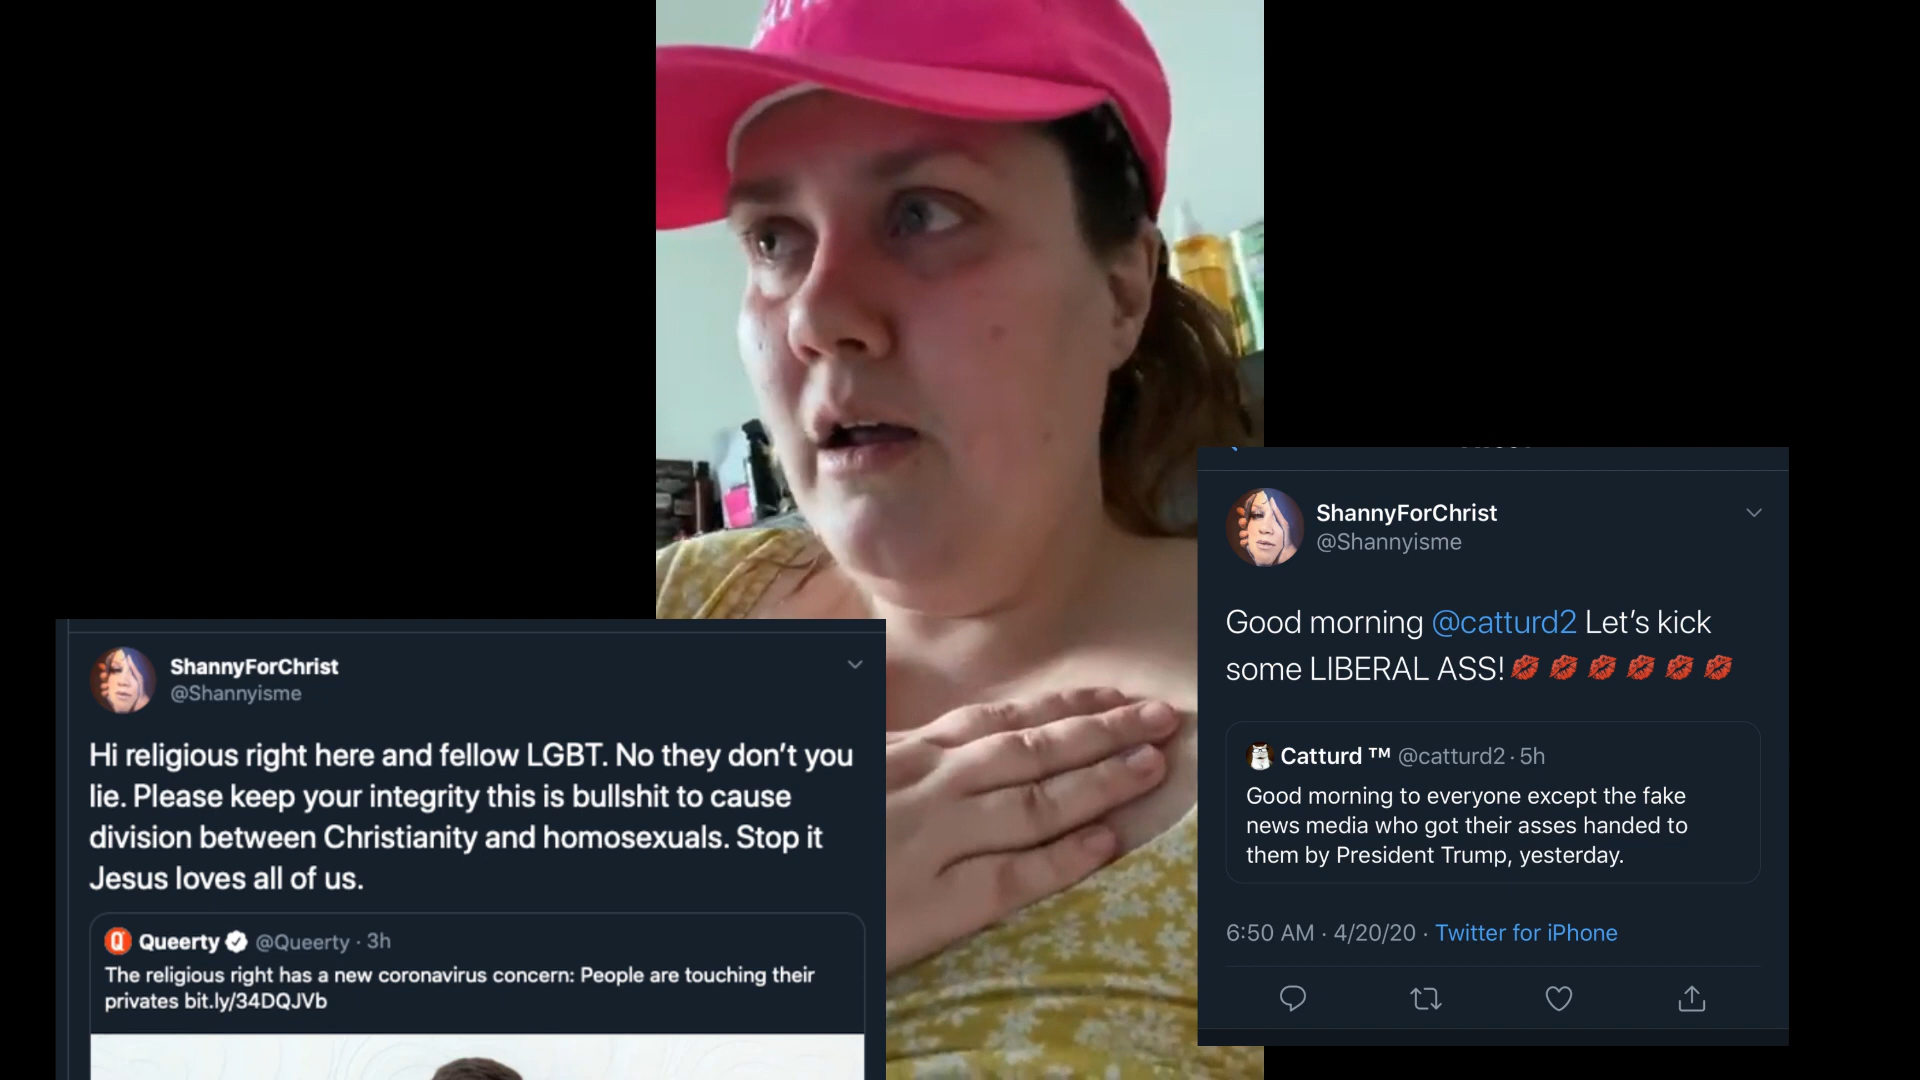 ShannyForChrist
@Shannyisme
Hi religious right here and fellow LGBT. No they don't you
lie. Please keep your integrity this is bullshit to cause
division between Christianity and homosexuals. Stop it
Jesus loves all of us.
Queerty @Queerty · 3h
The religious right has a new coronavirus concern: People are touching their
privates bit.ly/34DQJVb
ShannyForChrist
@Shannyisme
Good morning @catturd2 Let's kick
some LIBERAL ASS!💋💋💋💋💋💋
Catturd ™ @catturd2 · 5h
Good morning to everyone except the fake
news media who got their asses handed to
them by President Trump, yesterday.
6:50 AM · 4/20/20 · Twitter for iPhone